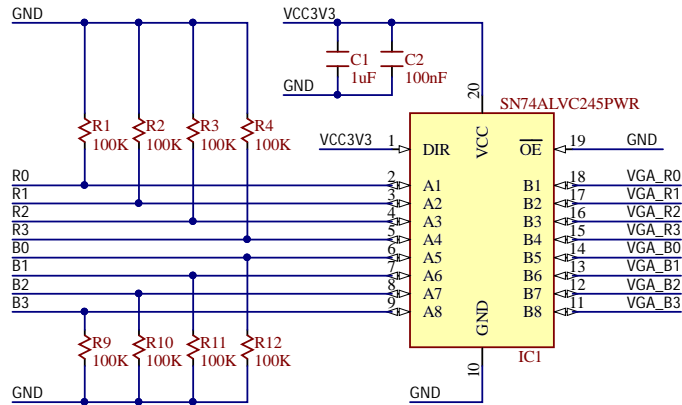 GND
VCC3V3
C1
1uF
C2
100nF
GND
20
SN74ALVC245PWR
R1
100K
R2
100K
R3
100K
R4
100K
VCC3V3
1
DIR
VCC
OE
19
GND
R0
2
A1
B1
18
VGA_R0
R1
3
A2
B2
17
VGA_R1
R2
4
A3
B3
16
VGA_R2
R3
5
A4
B4
15
VGA_R3
B0
6
A5
B5
14
VGA_B0
B1
7
A6
B6
13
VGA_B1
B2
8
A7
B7
12
VGA_B2
B3
9
A8
GND
B8
11
VGA_B3
R9
100K
R10
100K
R11
100K
R12
100K
IC1
10
GND
GND